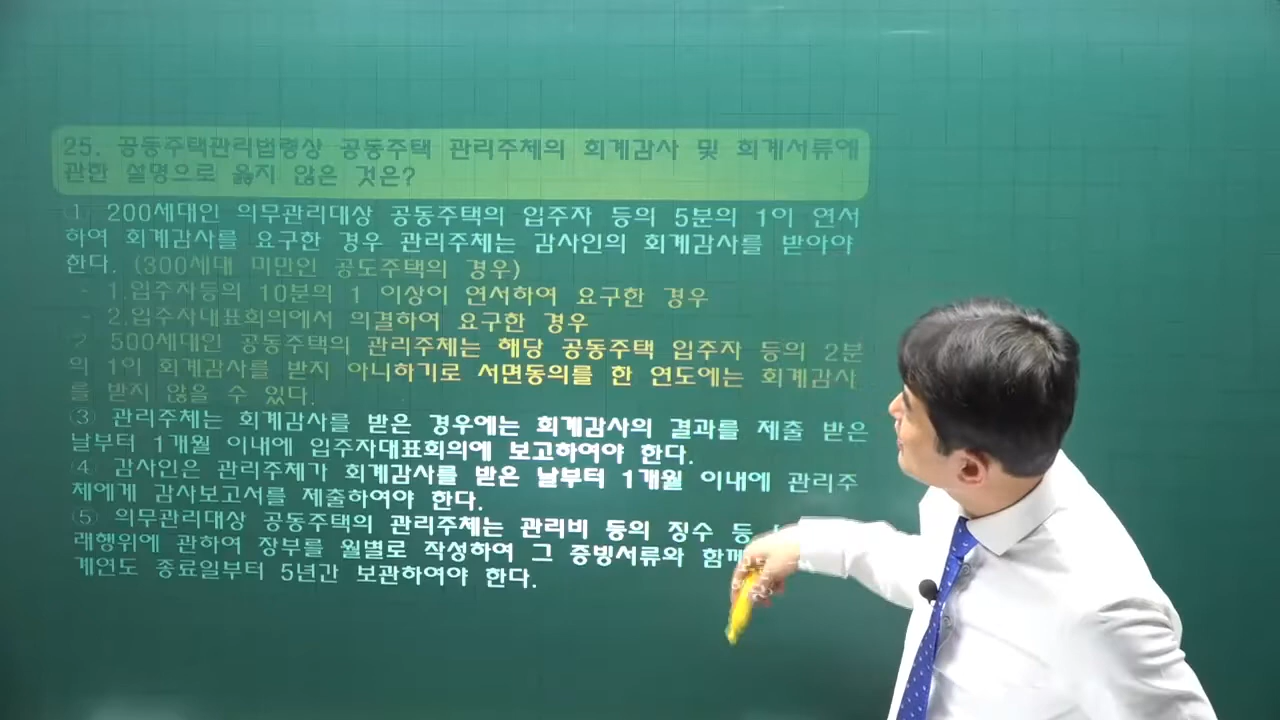 25. 공동주택관리법령상 공동주택 관리주체의 회계감사 및 회계서류에
관한 설명으로 옳지 않은 것은?
① 200세대인 의무관리대상 공동주택의 입주자 등의 5분의 1이 연서
하여 회계감사를 요구한 경우 관리주체는 감사인의 회계감사를 받아야
한다. (300세대 미만인 공도주택의 경우)
- 1.입주자등의 10분의 1 이상이 연서하여 요구한 경우
- 2.입주자대표회의에서 의결하여 요구한 경우
② 500세대인 공동주택의 관리주체는 해당 공동주택 입주자 등의 2분
의 1이 회계감사를 받지 아니하기로 서면동의를 한 연도에는 회계감사
를 받지 않을 수 있다.
③ 관리주체는 회계감사를 받은 경우에는 회계감사의 결과를 제출 받은
날부터 1개월 이내에 입주자대표회의에 보고하여야 한다.
④ 감사인은 관리주체가 회계감사를 받은 날부터 1개월 이내에 관리주
체에게 감사보고서를 제출하여야 한다.
⑤ 의무관리대상 공동주택의 관리주체는 관리비 등의 징수 등
래행위에 관하여 장부를 월별로 작성하여 그 증빙서류와 함께
계연도 종료일부터 5년간 보관하여야 한다.